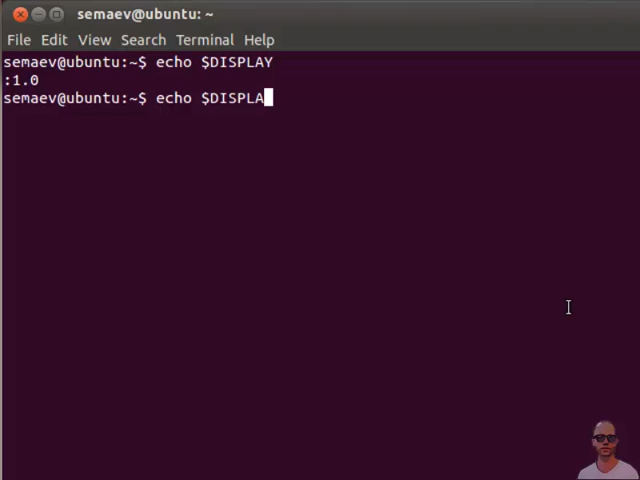 semaev@ubuntu: ~
File Edit View Search Terminal Help
semaev@ubuntu:~$ echo $DISPLAY
:1.0
semaev@ubuntu:~$ echo $DISPLA